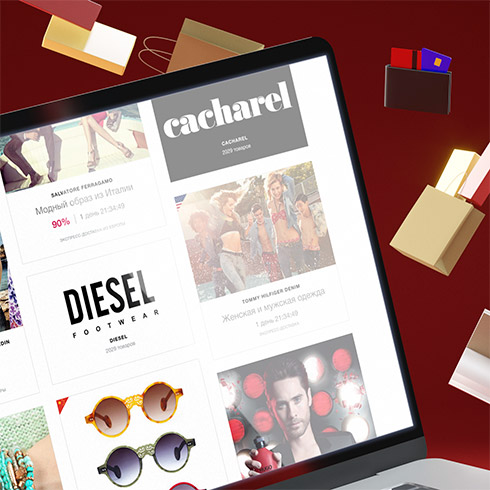 cacharel
CACHAREL
2029 товаров
SALVATORE FERRAGAMO
Модный образ из Италии
90% | 1 день 21:34:49
ЭКСПРЕСС-ДОСТАВКА ИЗ ЕВРОПЫ
TOMMY HILFIGER DENIM
Женская и мужская одежда
1 день 21:34:49
ЭКСПРЕСС-ДОСТАВКА
DIESEL
FOOTWEAR
DIESEL
2029 товаров